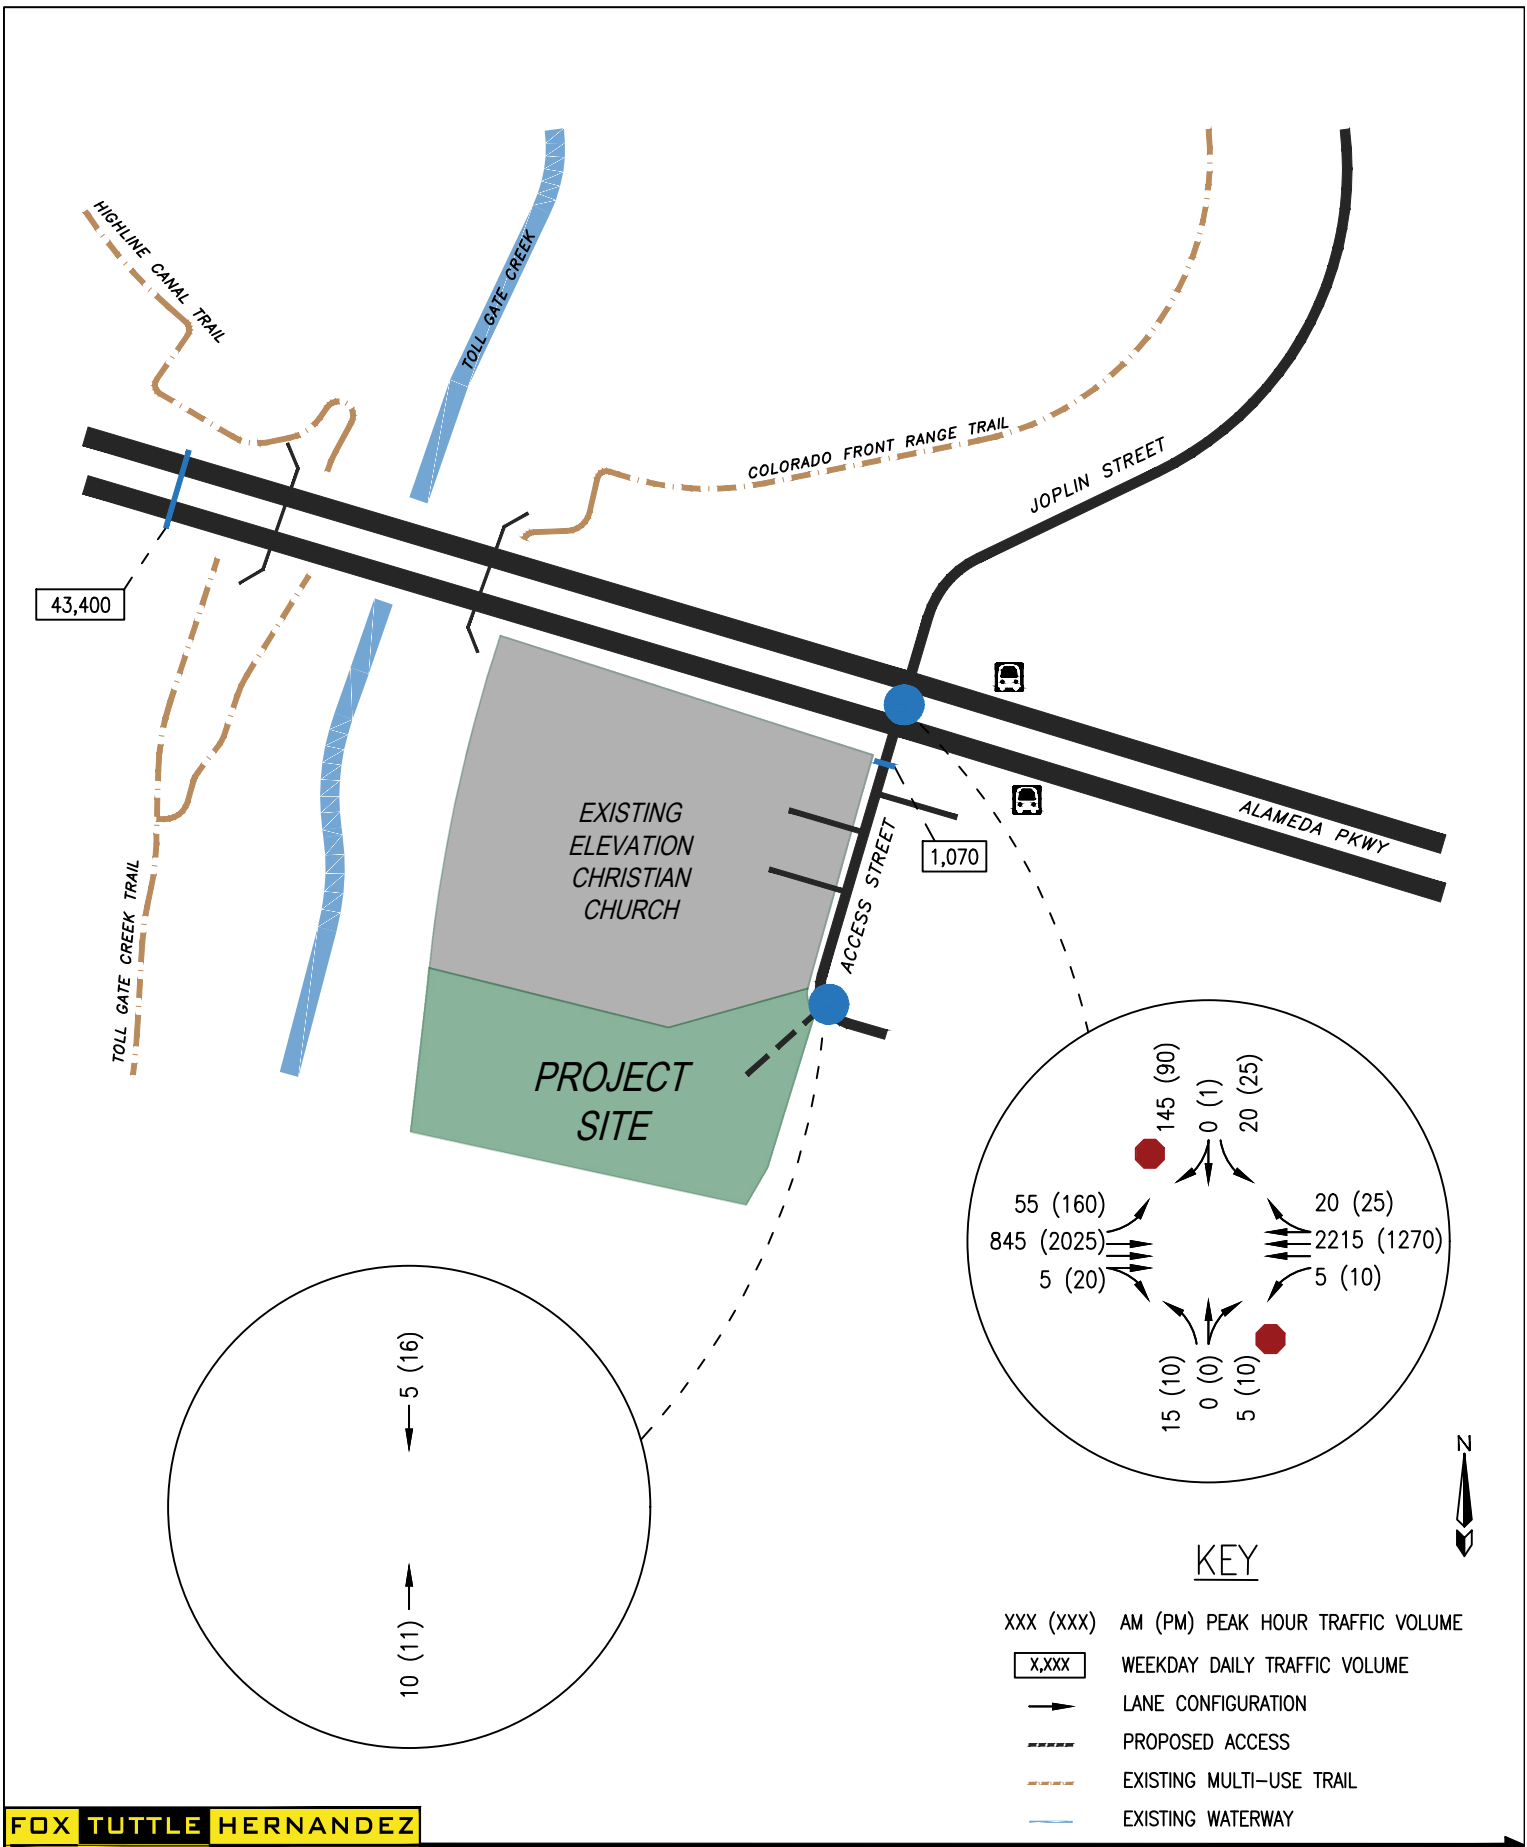 HIGHLINE CANAL TRAIL
TOLL GATE CREEK
COLORADO FRONT RANGE TRAIL
JOPLIN STREET
43,400
ALAMEDA PKWY
EXISTING
ELEVATION
CHRISTIAN
CHURCH
1,070
ACCESS STREET
TOLL GATE CREEK TRAIL
PROJECT
SITE
145 (90)
0 (1)
20 (25)
55 (160)
845 (2025)
5 (20)
20 (25)
2215 (1270)
5 (10)
15 (10)
0 (0)
5 (10)
5 (16)
10 (11)
N
KEY
XXX (XXX) AM (PM) PEAK HOUR TRAFFIC VOLUME
X,XXX WEEKDAY DAILY TRAFFIC VOLUME
LANE CONFIGURATION
PROPOSED ACCESS
EXISTING MULTI-USE TRAIL
EXISTING WATERWAY
FOX TUTTLE HERNANDEZ